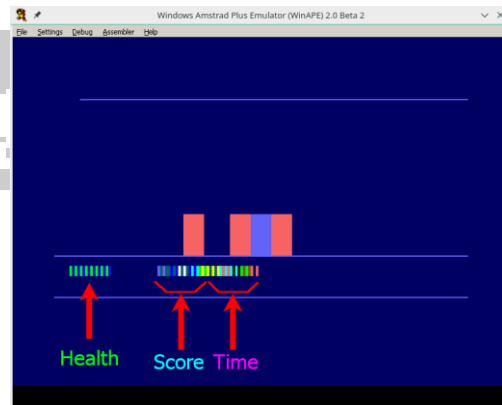 Windows Amstrad Plus Emulator (WinAPE) 2.0 Beta 2
File Settings Debug Assembler Help
Health Score Time